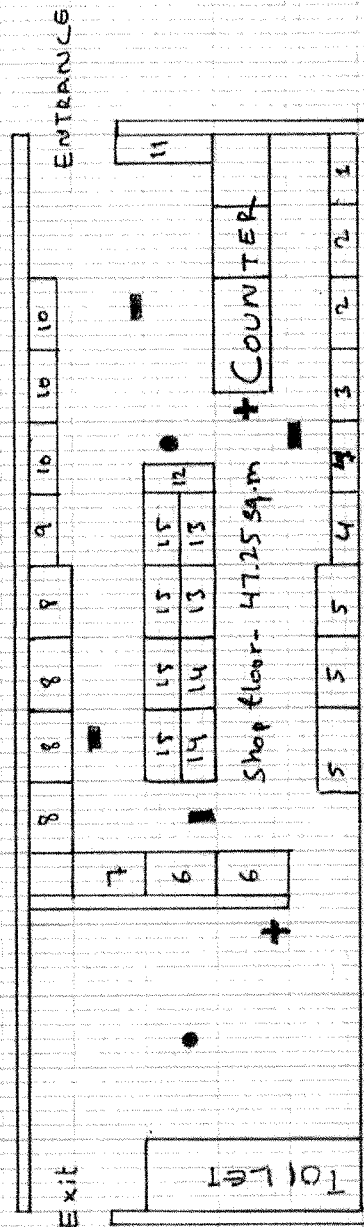 Exit
ENTRANCE
8 8 8 8 9 10 10 10
7
11
6 15 15 15 15 12
6 14 14 13 13
TOILET
COUNTER
Shop floor- 47.25 sq.m
5 5 5 4 3 2 2 1